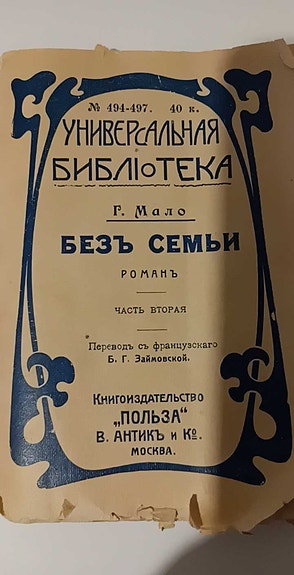 № 494-497. 40 к.
УНИВЕРСАЛЬНАЯ
БИБЛІОТЕКА
Г. Мало
БЕЗЪ СЕМЬИ
РОМАНЪ
ЧАСТЬ ВТОРАЯ
Переводъ съ французскаго
Б. Г. Займовской.
Книгоиздательство
„ПОЛЬЗА“
В. АНТИКЪ и Ко.
МОСКВА.